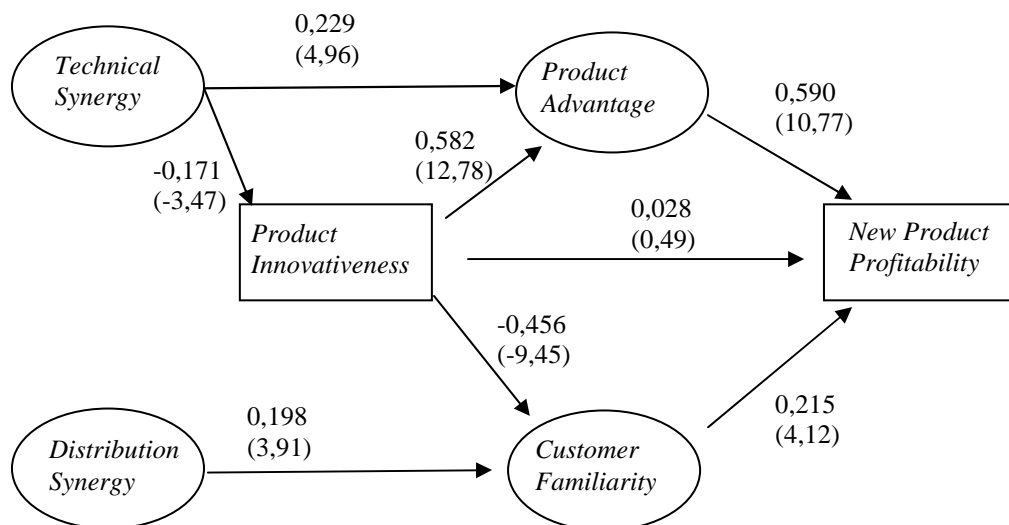 0,229
(4,96)
Technical
Synergy
Product
Advantage
0,590
(10,77)
0,582
(12,78)
-0,171
(-3,47)
Product
Innovativeness
0,028
(0,49)
New Product
Profitability
-0,456
(-9,45)
0,198
(3,91)
0,215
(4,12)
Distribution
Synergy
Customer
Familiarity